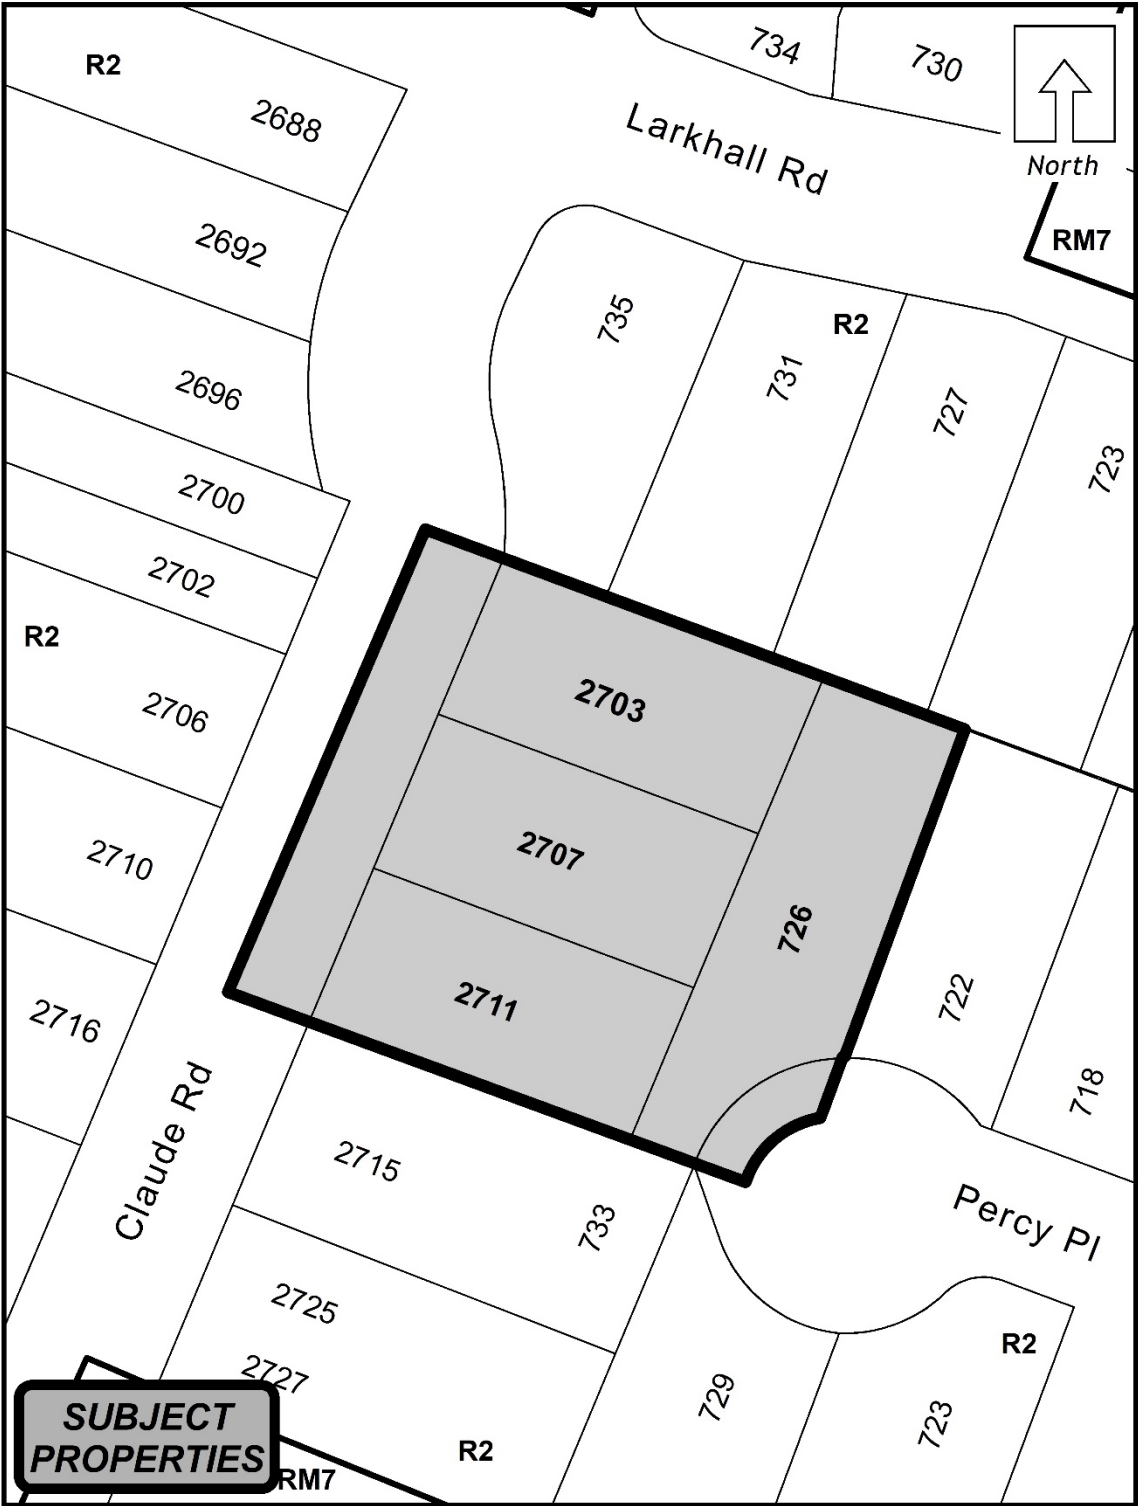 734
730
R2
2688
Larkhall Rd
North
2692
RM7
735
R2
731
2696
727
723
2700
2702
R2
2703
2706
2707
2710
726
722
2711
2716
718
Claude Rd
2715
733
Percy Pl
2725
R2
2727
729
723
SUBJECT
PROPERTIES
R2
RM7